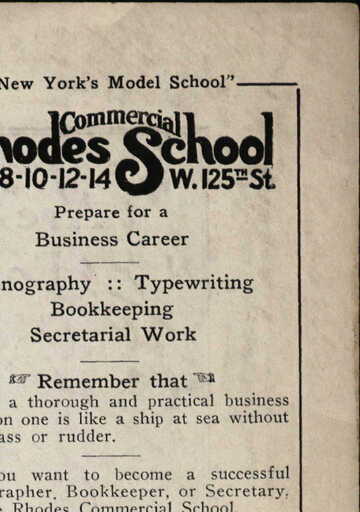 New York's Model School"
Commercial
hodes School
8-10-12-14 W. 125TH St.
Prepare for a
Business Career
nography :: Typewriting
Bookkeeping
Secretarial Work
☞ Remember that ☜
a thorough and practical business
on one is like a ship at sea without
ass or rudder.
ou want to become a successful
rapher, Bookkeeper, or Secretary,
e Rhodes Commercial School